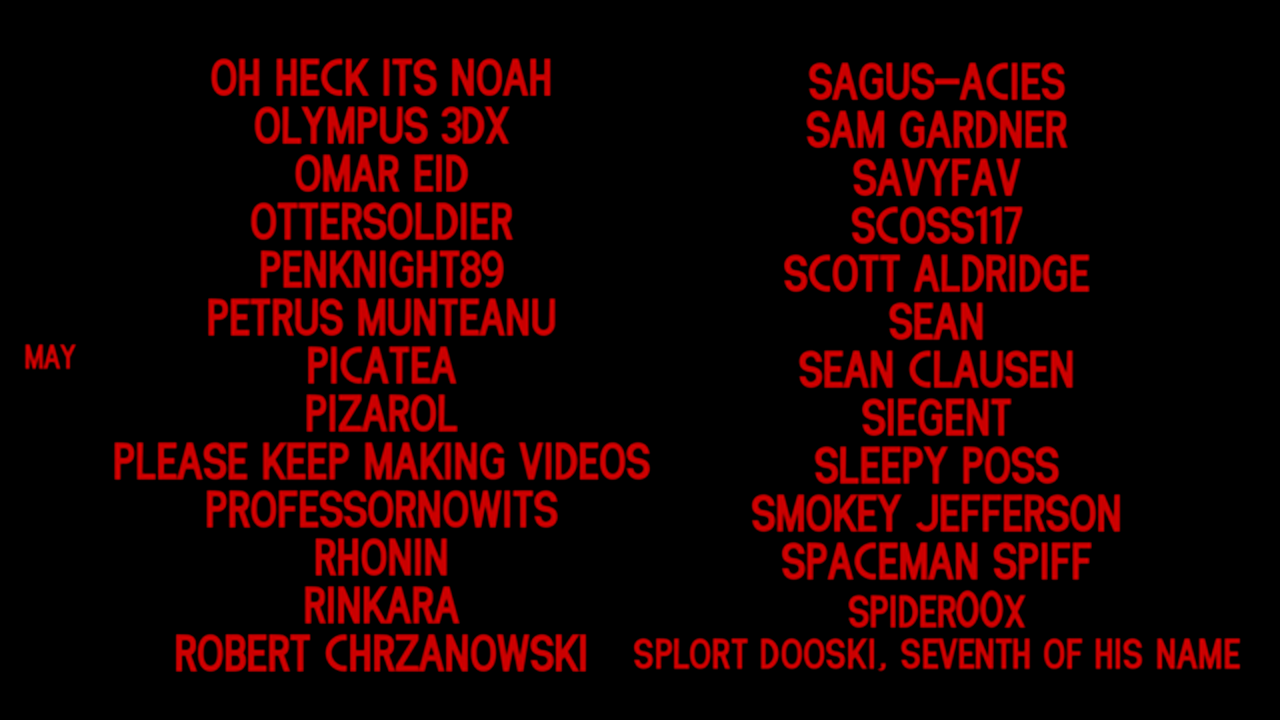 MAY
OH HECK ITS NOAH
OLYMPUS 3DX
OMAR EID
OTTERSOLDIER
PENKNIGHT89
PETRUS MUNTEANU
PICATEA
PIZAROL
PLEASE KEEP MAKING VIDEOS
PROFESSORNOWITS
RHONIN
RINKARA
ROBERT CHRZANOWSKI
SAGUS-ACIES
SAM GARDNER
SAVYFAV
SCOSS117
SCOTT ALDRIDGE
SEAN
SEAN CLAUSEN
SIEGENT
SLEEPY POSS
SMOKEY JEFFERSON
SPACEMAN SPIFF
SPIDER00X
SPLORT DOOSKI, SEVENTH OF HIS NAME